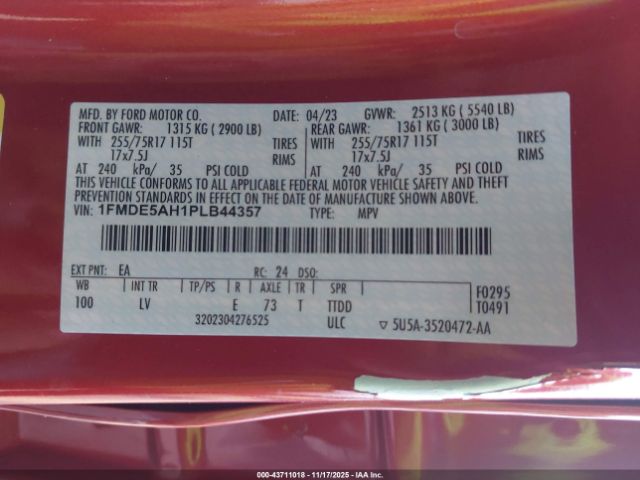 MFD. BY FORD MOTOR CO. DATE: 04/23 GVWR: 2513 KG ( 5540 LB)
FRONT GAWR: 1315 KG ( 2900 LB) REAR GAWR: 1361 KG ( 3000 LB)
WITH 255/75R17 115T TIRES WITH 255/75R17 115T TIRES
17x7.5J RIMS 17x7.5J RIMS
AT 240 kPa/ 35 PSI COLD AT 240 kPa/ 35 PSI COLD
THIS VEHICLE CONFORMS TO ALL APPLICABLE FEDERAL MOTOR VEHICLE SAFETY AND THEFT
PREVENTION STANDARDS IN EFFECT ON THE DATE OF MANUFACTURE SHOWN ABOVE.
VIN: 1FMDE5AH1PLB44357 TYPE: MPV
EXT PNT: EA RC: 24 DSO:
WB INT TR TP/PS R AXLE TR SPR F0295
100 LV E 73 T TTDD T0491
3202304276525 ULC ▽ 5U5A-3520472-AA
000-43711018 - 11/17/2025 - IAAI.com